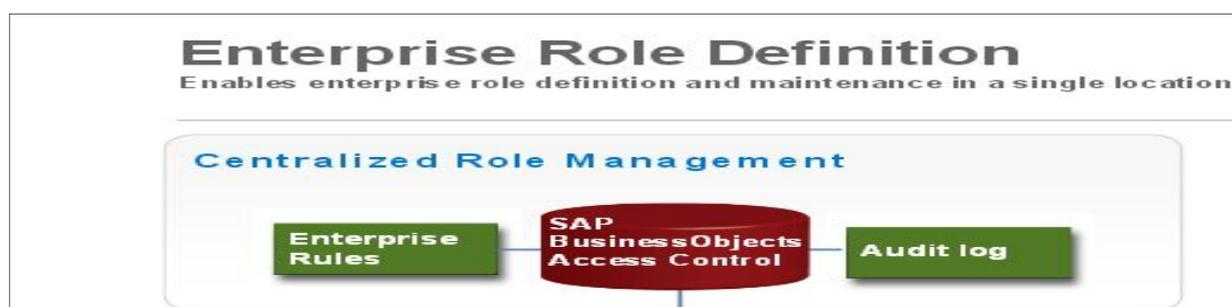 Enterprise Role Definition
Enables enterprise role definition and maintenance in a single location
Centralized Role Management
Enterprise
Rules
SAP
BusinessObjects
Access Control
Audit log